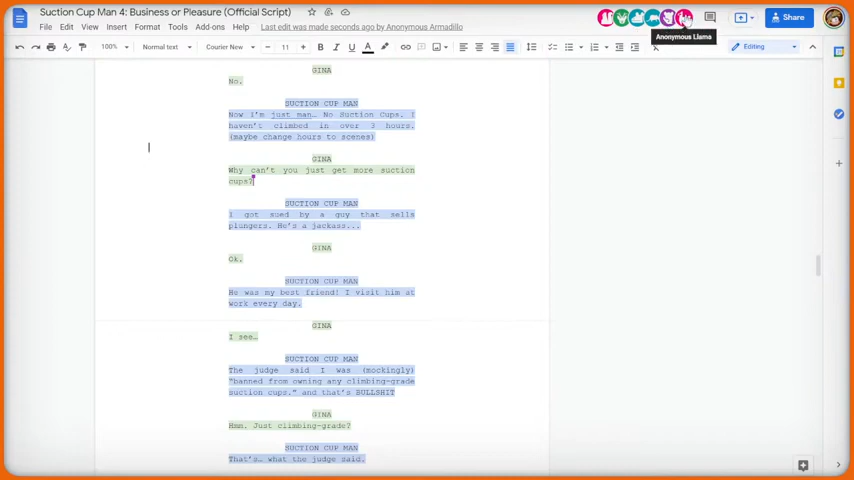 Suction Cup Man 4: Business or Pleasure (Official Script)
File Edit View Insert Format Tools Add-ons Help Last edit was made seconds ago by Anonymous Armadillo
Share
Anonymous Llama
100% Normal text Courier New 11 B I U A Editing
GINA
No.
SUCTION CUP MAN
Now I'm just man… No Suction Cups. I
haven't climbed in over 3 hours.
(maybe change hours to scenes)
GINA
Why can't you just get more suction
cups?
SUCTION CUP MAN
I got sued by a guy that sells
plungers. He's a jackass...
GINA
Ok.
SUCTION CUP MAN
He was my best friend! I visit him at
work every day.
GINA
I see…
SUCTION CUP MAN
The judge said I was (mockingly)
"banned from owning any climbing-grade
suction cups." and that's BULLSHIT
GINA
Hmm. Just climbing-grade?
SUCTION CUP MAN
That's… what the judge said.